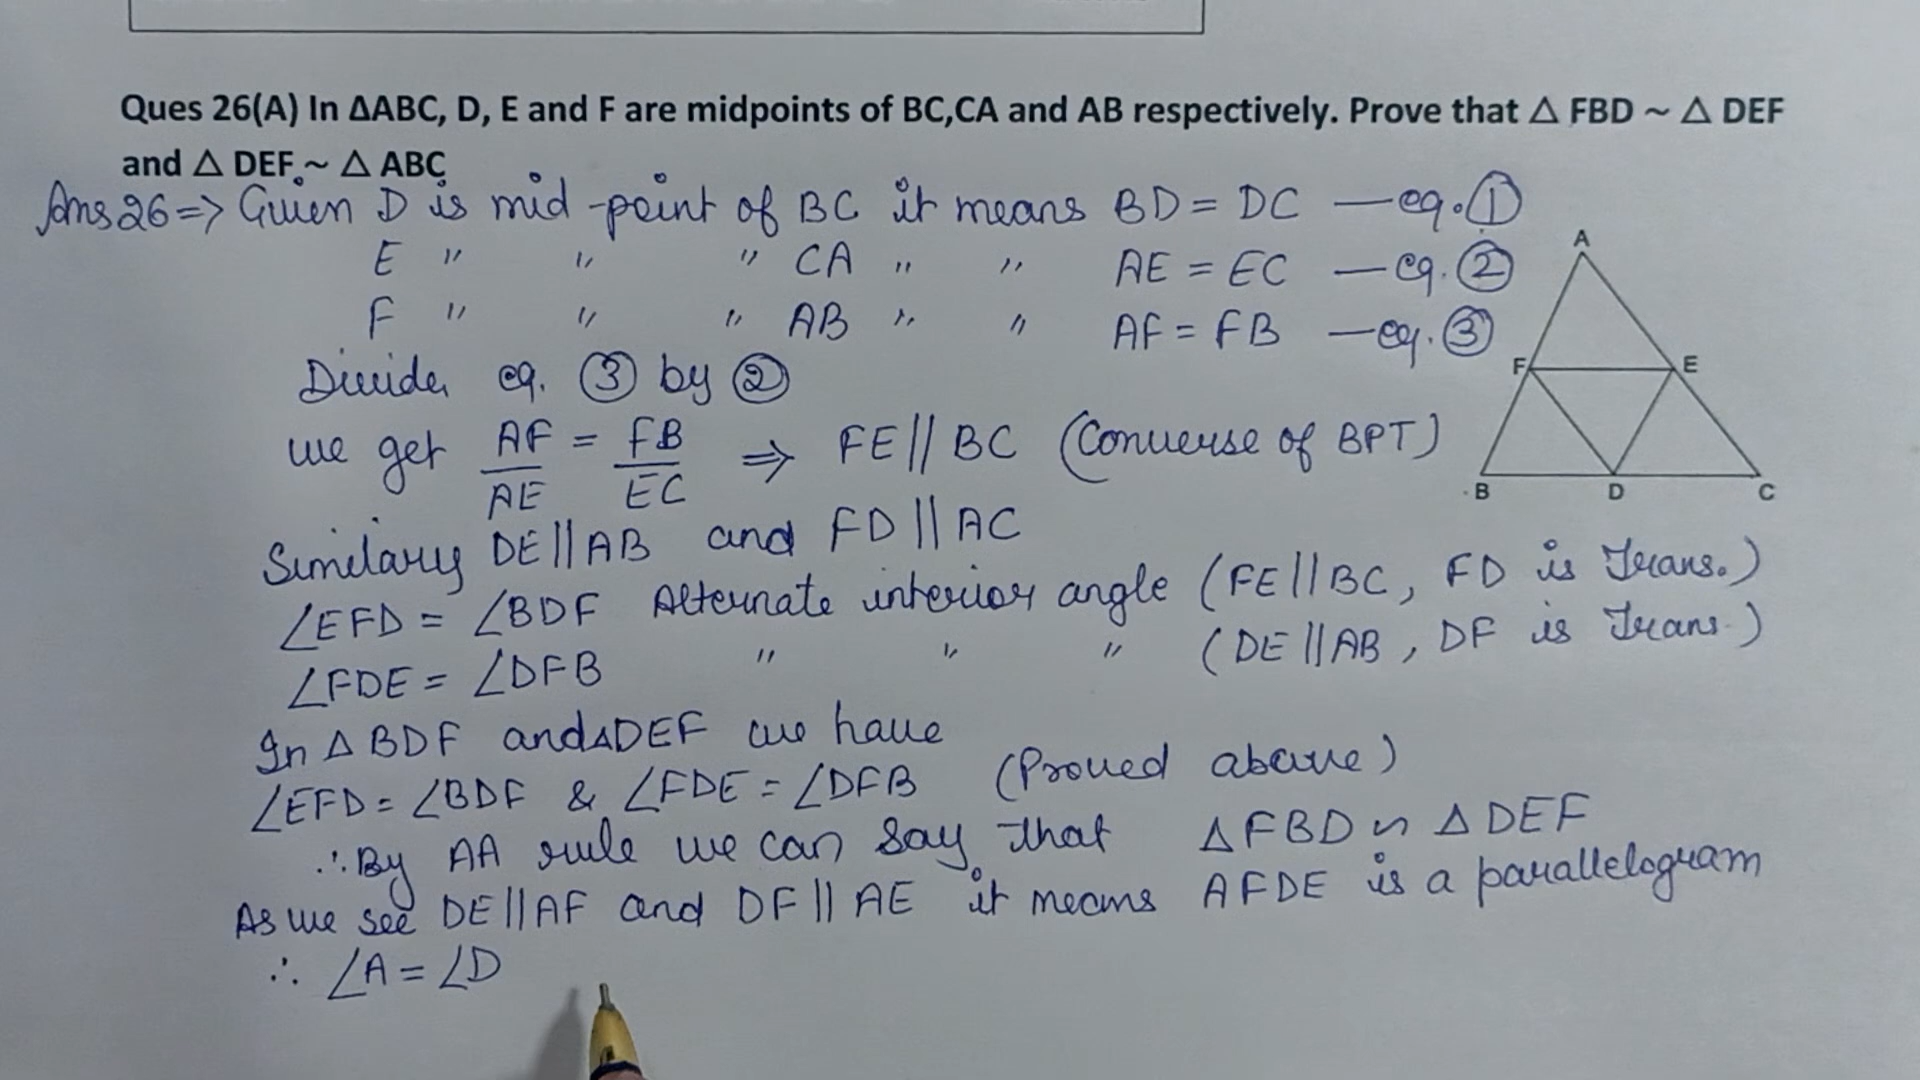 Ques 26(A) In ΔABC, D, E and F are midpoints of BC,CA and AB respectively. Prove that △ FBD ~ △ DEF
and △ DEF ~ △ ABC
Ans 26 => Given D is mid-point of BC it means BD = DC — eq. ①
E " " " CA " " AE = EC — eq. ②
F " " " AB " " AF = FB — eq. ③
Divide eq. ③ by ②
we get AF/AE = FB/EC ⇒ FE || BC (Converse of BPT)
Similary DE || AB and FD || AC
∠EFD = ∠BDF Alternate interior angle (FE || BC, FD is Trans.)
∠FDE = ∠DFB " " " (DE || AB, DF is Trans.)
In △ BDF and △DEF we have
∠EFD = ∠BDF & ∠FDE = ∠DFB (Proved above)
∴ By AA rule we can say that △ FBD ~ △ DEF
As we see DE || AF and DF || AE it means AFDE is a parallelogram
∴ ∠A = ∠D
A
F
E
B
D
C